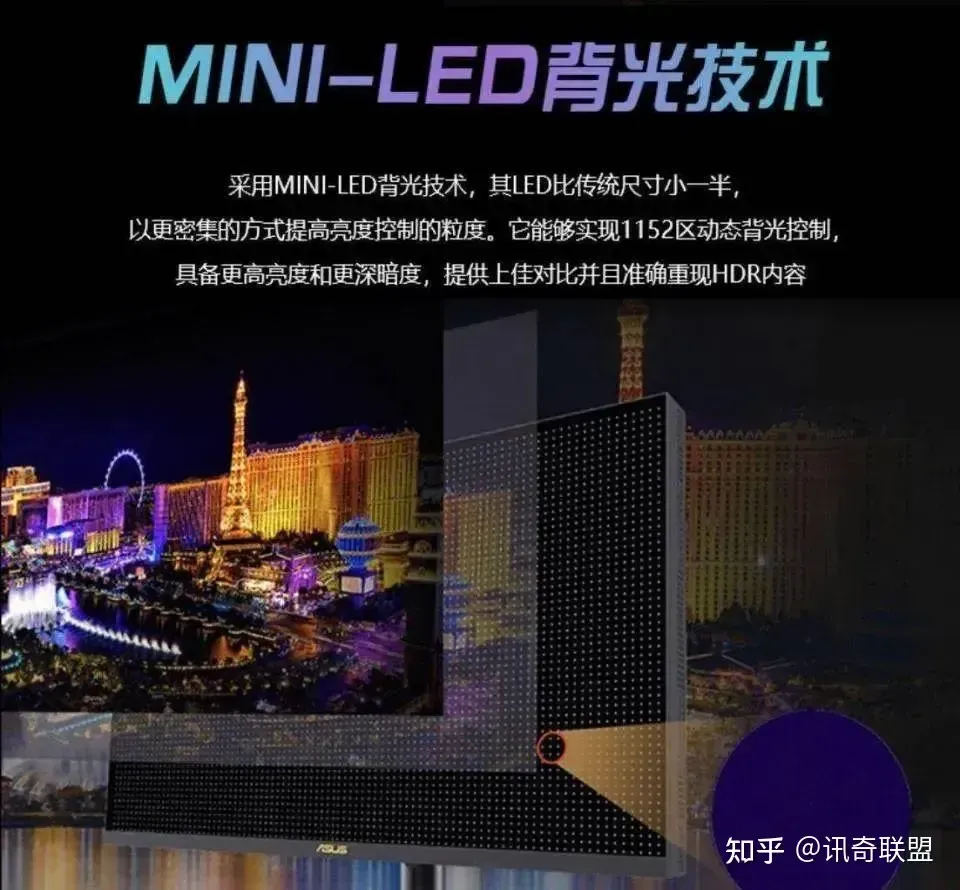 MINI-LED背光技术
采用MINI-LED背光技术，其LED比传统尺寸小一半，
以更密集的方式提高亮度控制的粒度。它能够实现1152区动态背光控制，
具备更高亮度和更深暗度，提供上佳对比并且准确重现HDR内容
ASUS
知乎 @讯奇联盟